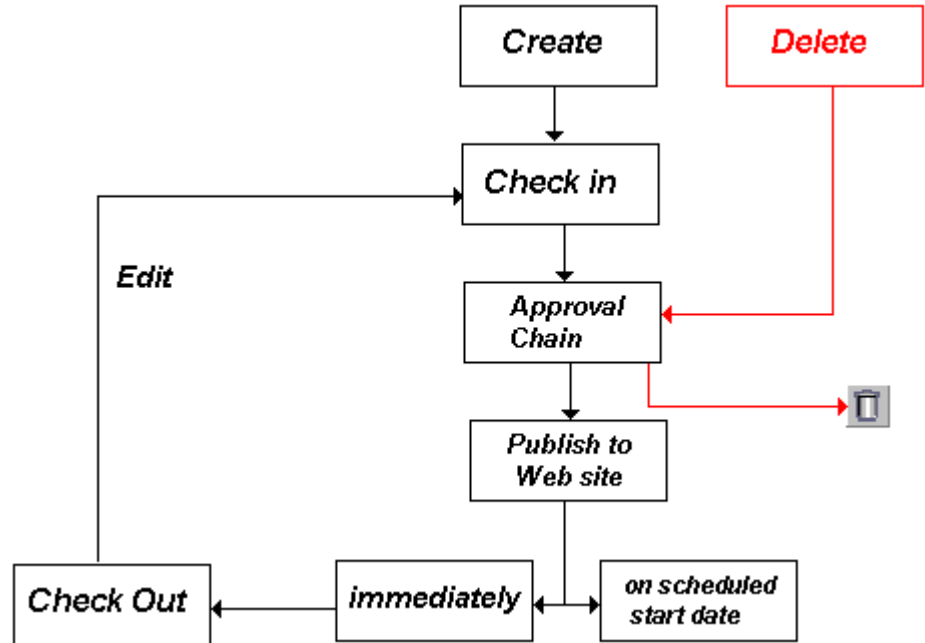 Create
Delete
Check in
Edit
Approval
Chain
Publish to
Web site
Check Out
immediately
on scheduled
start date